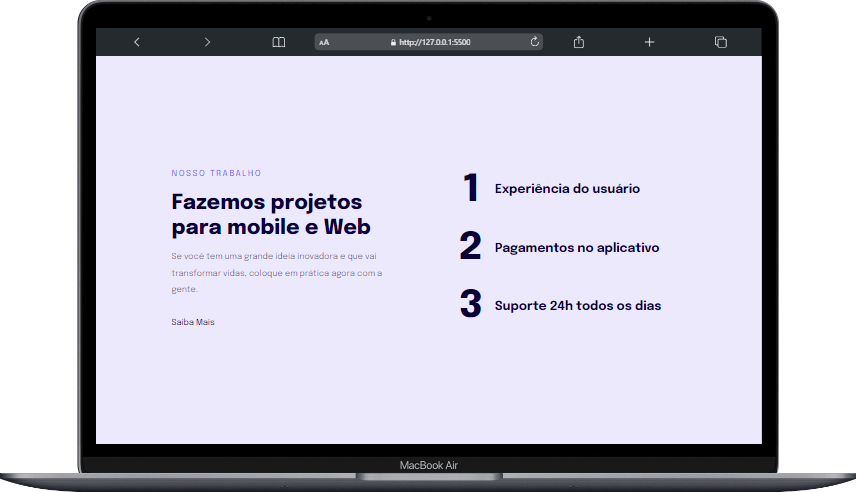 AA
http://127.0.0.1:5500
NOSSO TRABALHO
Fazemos projetos
para mobile e Web
Se você tem uma grande ideia inovadora e que vai
transformar vidas, coloque em prática agora com a
gente.
Saiba Mais
1 Experiência do usuário
2 Pagamentos no aplicativo
3 Suporte 24h todos os dias
MacBook Air